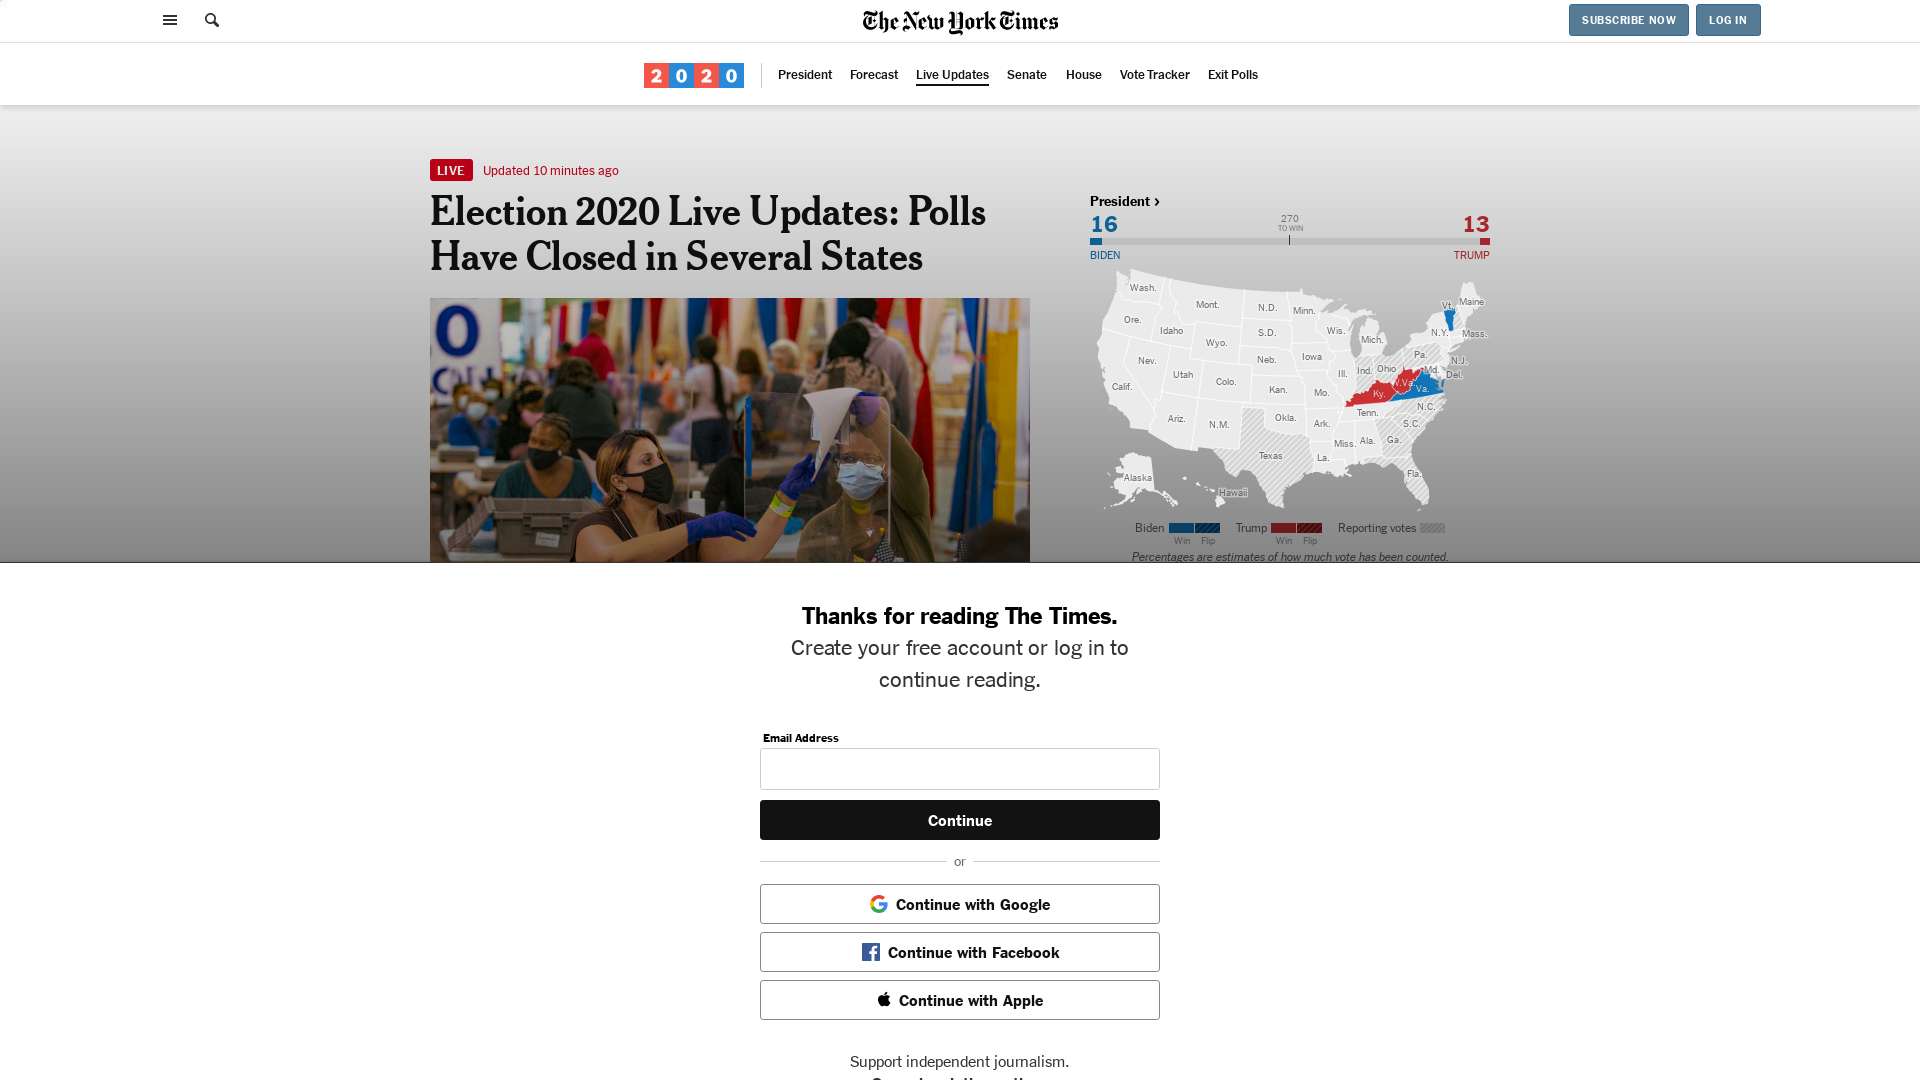 The New York Times
SUBSCRIBE NOW
LOG IN
2020
President
Forecast
Live Updates
Senate
House
Vote Tracker
Exit Polls
LIVE
Updated 10 minutes ago
Election 2020 Live Updates: Polls
Have Closed in Several States
President ›
16
270
TO WIN
13
BIDEN
TRUMP
Wash.
Mont.
N.D.
Minn.
Vt.
Maine
Ore.
Idaho
S.D.
Wis.
Mich.
N.Y.
Mass.
Wyo.
Nev.
Neb.
Iowa
Pa.
N.J.
Utah
Colo.
Ill.
Ind.
Ohio
Md.
Del.
Calif.
Kan.
Mo.
Ky.
W.Va.
Va.
Ariz.
N.M.
Okla.
Ark.
Tenn.
N.C.
S.C.
Texas
La.
Miss.
Ala.
Ga.
Fla.
Alaska
Hawaii
Biden
Trump
Reporting votes
Win
Flip
Win
Flip
Percentages are estimates of how much vote has been counted.
Thanks for reading The Times.
Create your free account or log in to
continue reading.
Email Address
Continue
or
Continue with Google
Continue with Facebook
Continue with Apple
Support independent journalism.